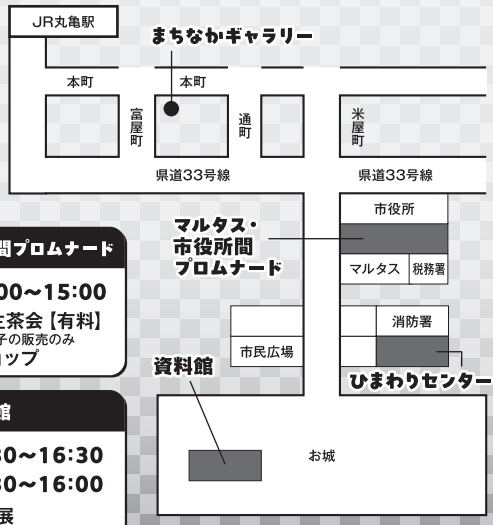 JR丸亀駅
まちなかギャラリー
本町
本町
富屋町
通町
米屋町
県道33号線
県道33号線
市役所
マルタス・
市役所間
プロムナード
マルタス
税務署
間プロムナード
00〜15:00
主茶会【有料】
子の販売のみ
ョップ
消防署
市民広場
資料館
ひまわりセンター
館
30〜16:30
30〜16:00
展
お城